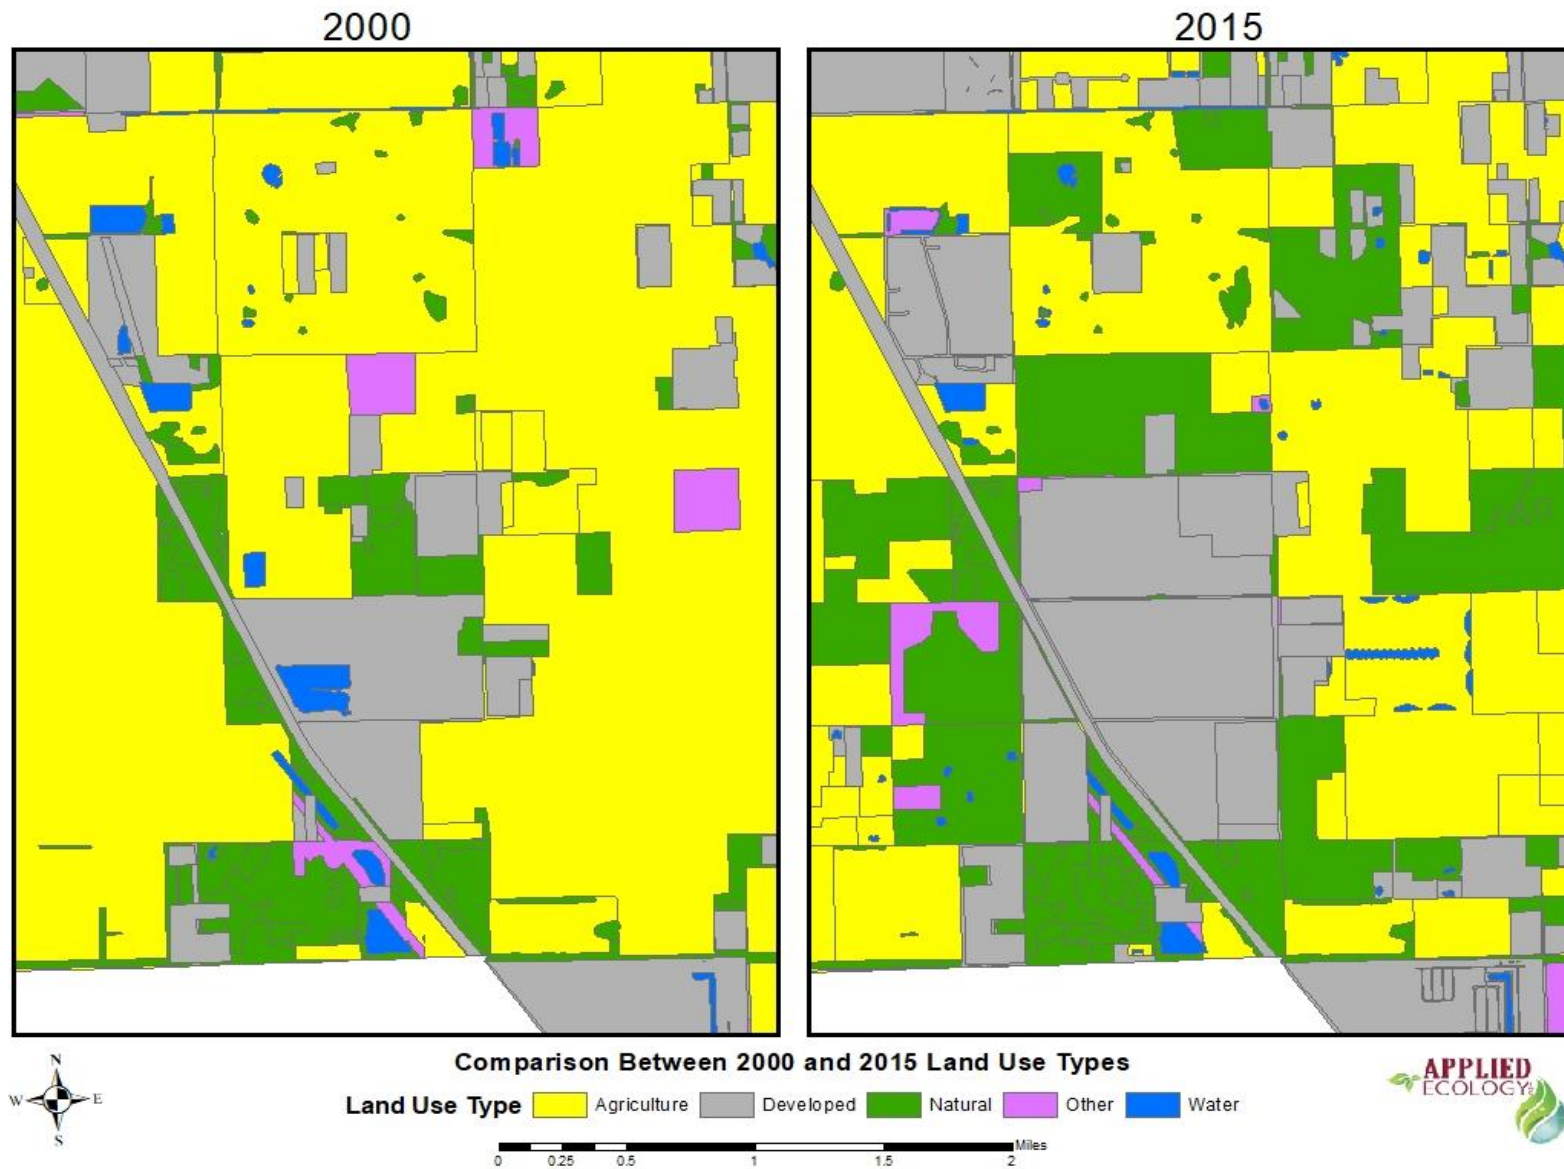 2000
2015
Comparison Between 2000 and 2015 Land Use Types
Land Use Type Agriculture Developed Natural Other Water
N
W E
S
0 0.25 0.5 1 1.5 2 Miles
APPLIED
ECOLOGY